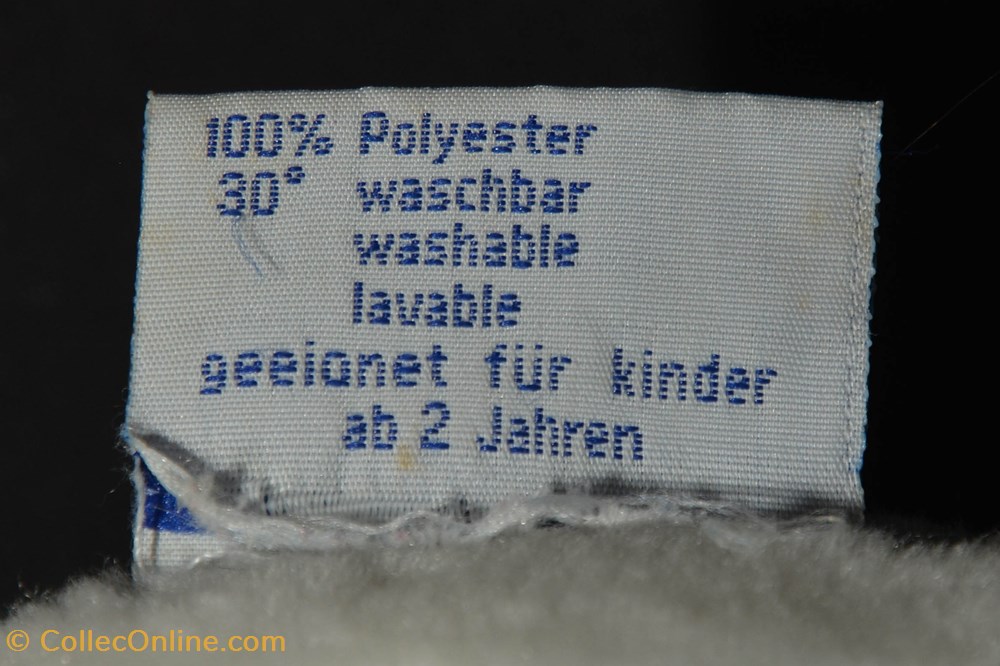 100% Polyester
30° waschbar
washable
lavable
geeignet für kinder
ab 2 Jahren
© CollecOnline.com